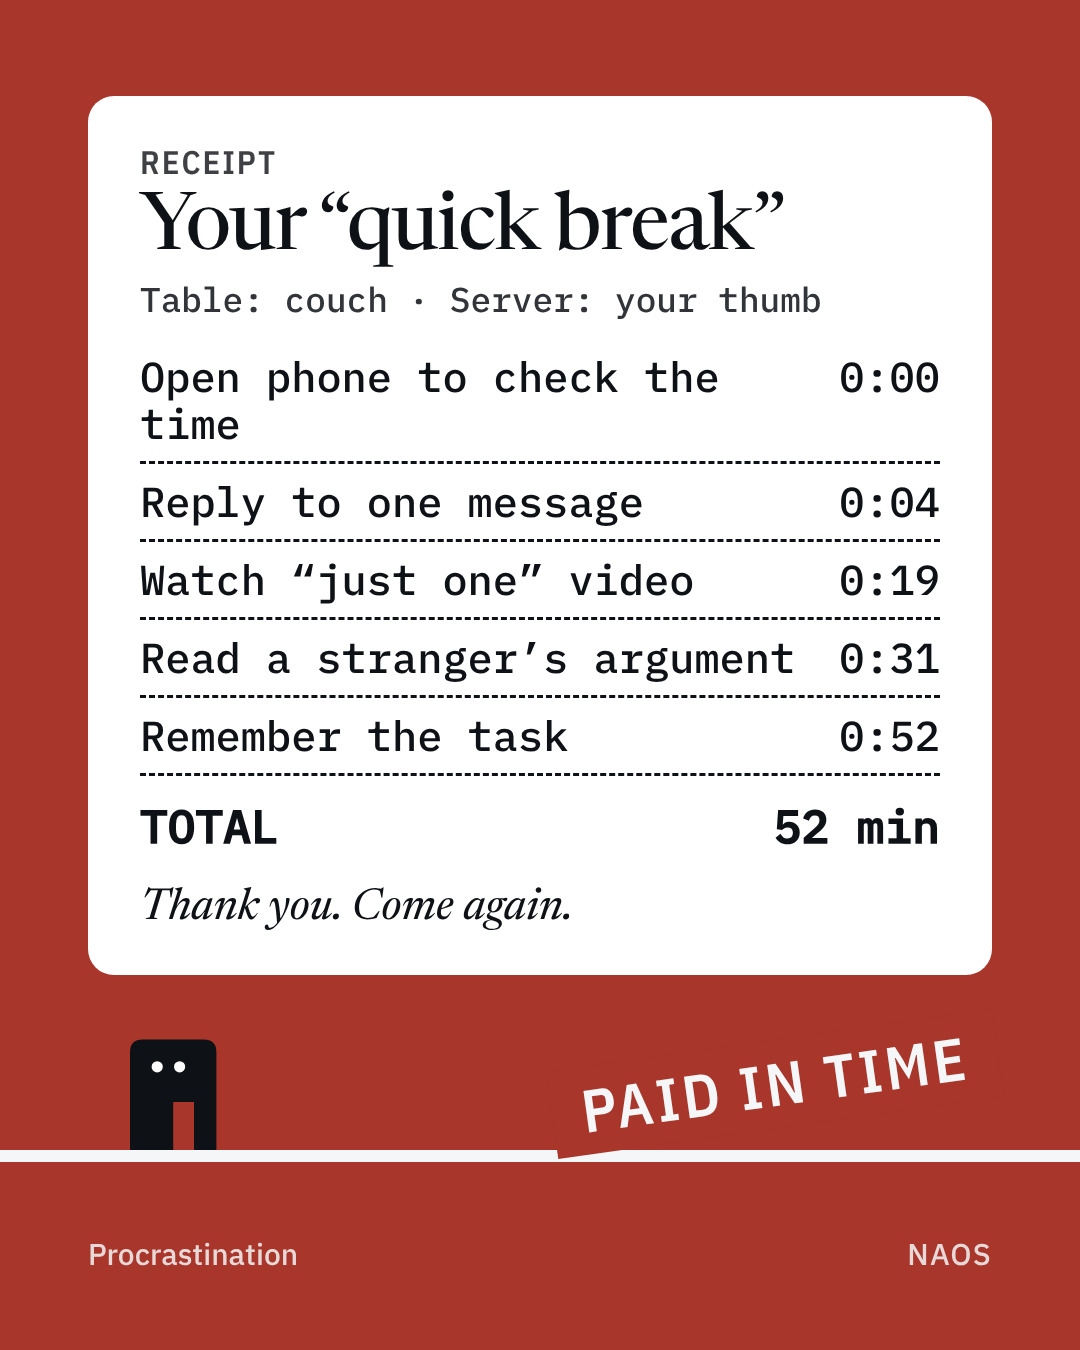 RECEIPT
Your “quick break”
Table: couch · Server: your thumb
Open phone to check the 0:00
time
Reply to one message 0:04
Watch “just one” video 0:19
Read a stranger’s argument 0:31
Remember the task 0:52
TOTAL 52 min
Thank you. Come again.
PAID IN TIME
Procrastination NAOS